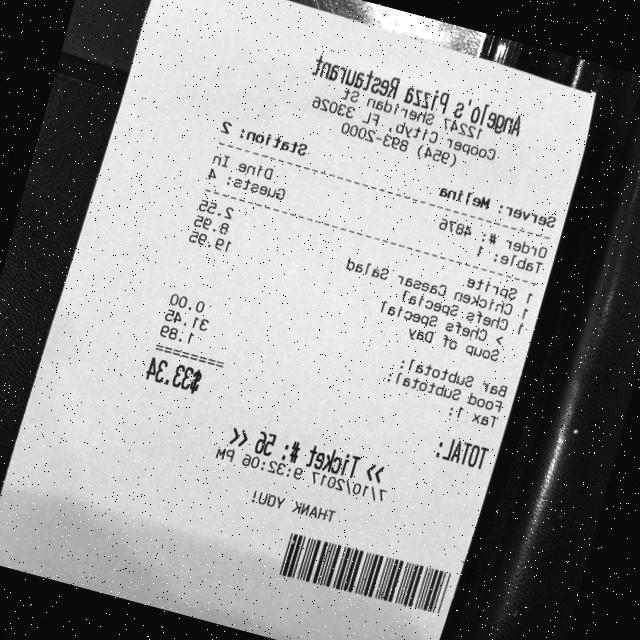 Angelo's Pizza Restaurant
12247 Sheridan St
Cooper Cityb, FL 33026
(954) 893-2000
Server: Melina Station: 2
Order #: 4876 Dine In
Table: 1 Guests: 4
1 Sprite 2.55
1 Chicken Caesar Salad 8.95
1 Chefs Special 19.95
> Chefs Special
Soup of Day
Bar Subtotal: 0.00
Food Subtotal: 31.45
Tax 1: 1.89
========
TOTAL: $33.34
>> Ticket #: 56 <<
7/10/2017 9:32:06 PM
THANK YOU!